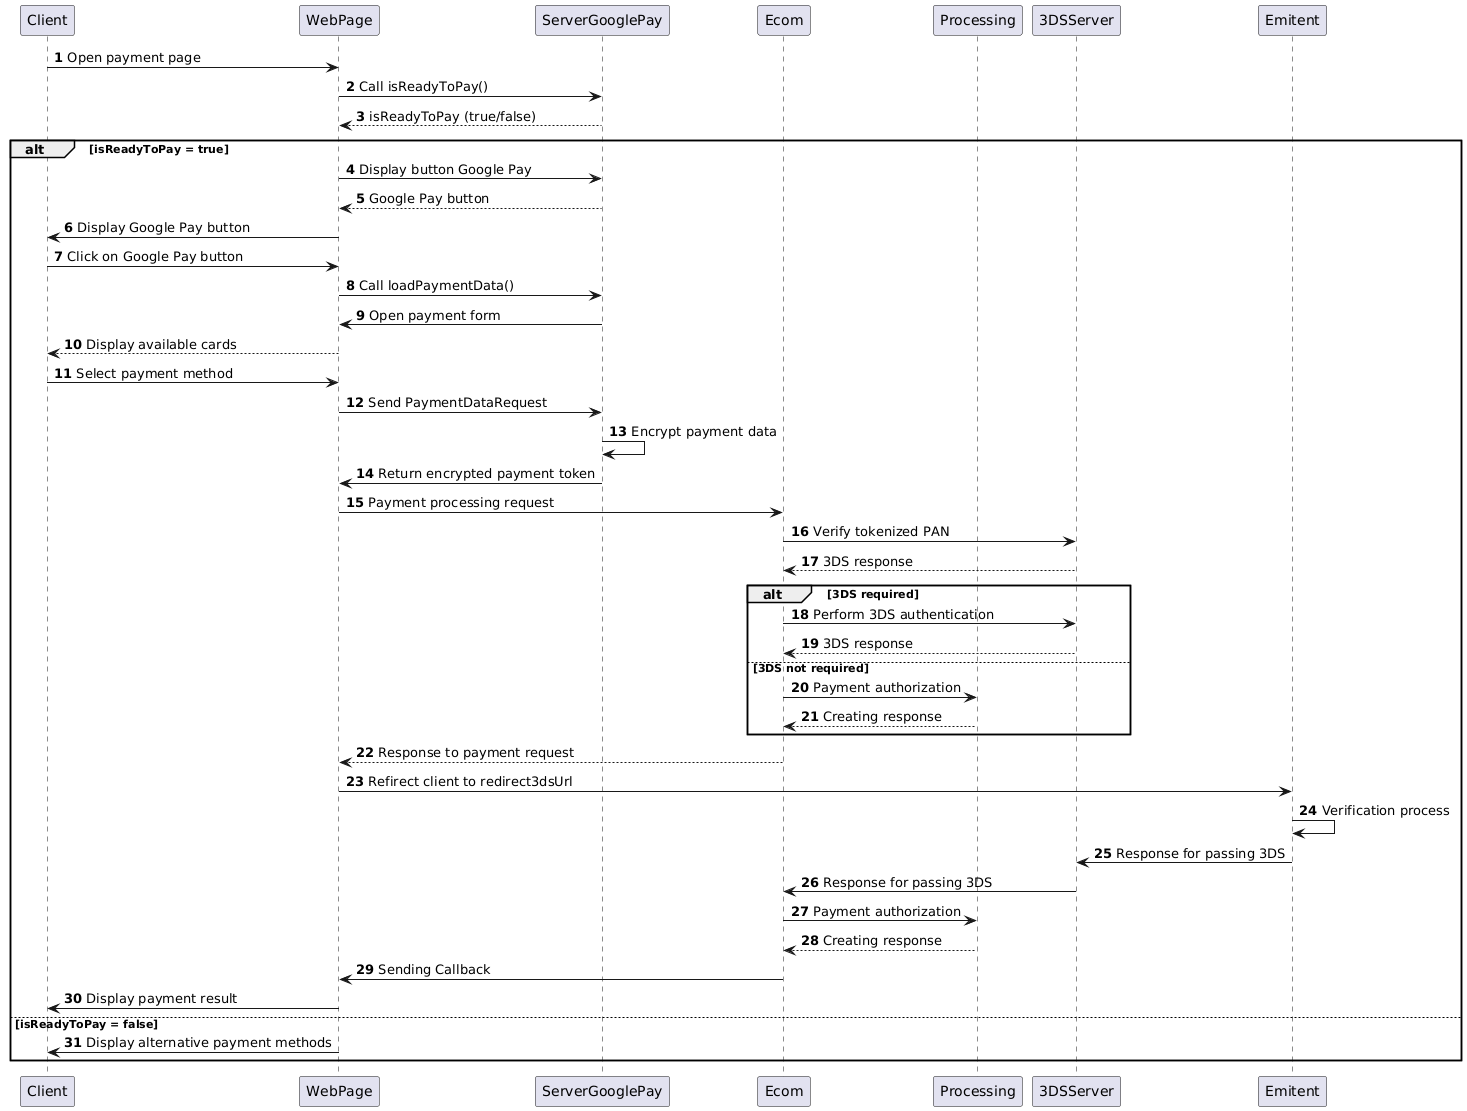 Client WebPage ServerGooglePay Ecom Processing 3DSServer Emitent
1 Open payment page
2 Call isReadyToPay()
3 isReadyToPay (true/false)
alt [isReadyToPay = true]
4 Display button Google Pay
5 Google Pay button
6 Display Google Pay button
7 Click on Google Pay button
8 Call loadPaymentData()
9 Open payment form
10 Display available cards
11 Select payment method
12 Send PaymentDataRequest
13 Encrypt payment data
14 Return encrypted payment token
15 Payment processing request
16 Verify tokenized PAN
17 3DS response
alt [3DS required]
18 Perform 3DS authentication
19 3DS response
[3DS not required]
20 Payment authorization
21 Creating response
22 Response to payment request
23 Refirect client to redirect3dsUrl
24 Verification process
25 Response for passing 3DS
26 Response for passing 3DS
27 Payment authorization
28 Creating response
29 Sending Callback
30 Display payment result
[isReadyToPay = false]
31 Display alternative payment methods
Client WebPage ServerGooglePay Ecom Processing 3DSServer Emitent